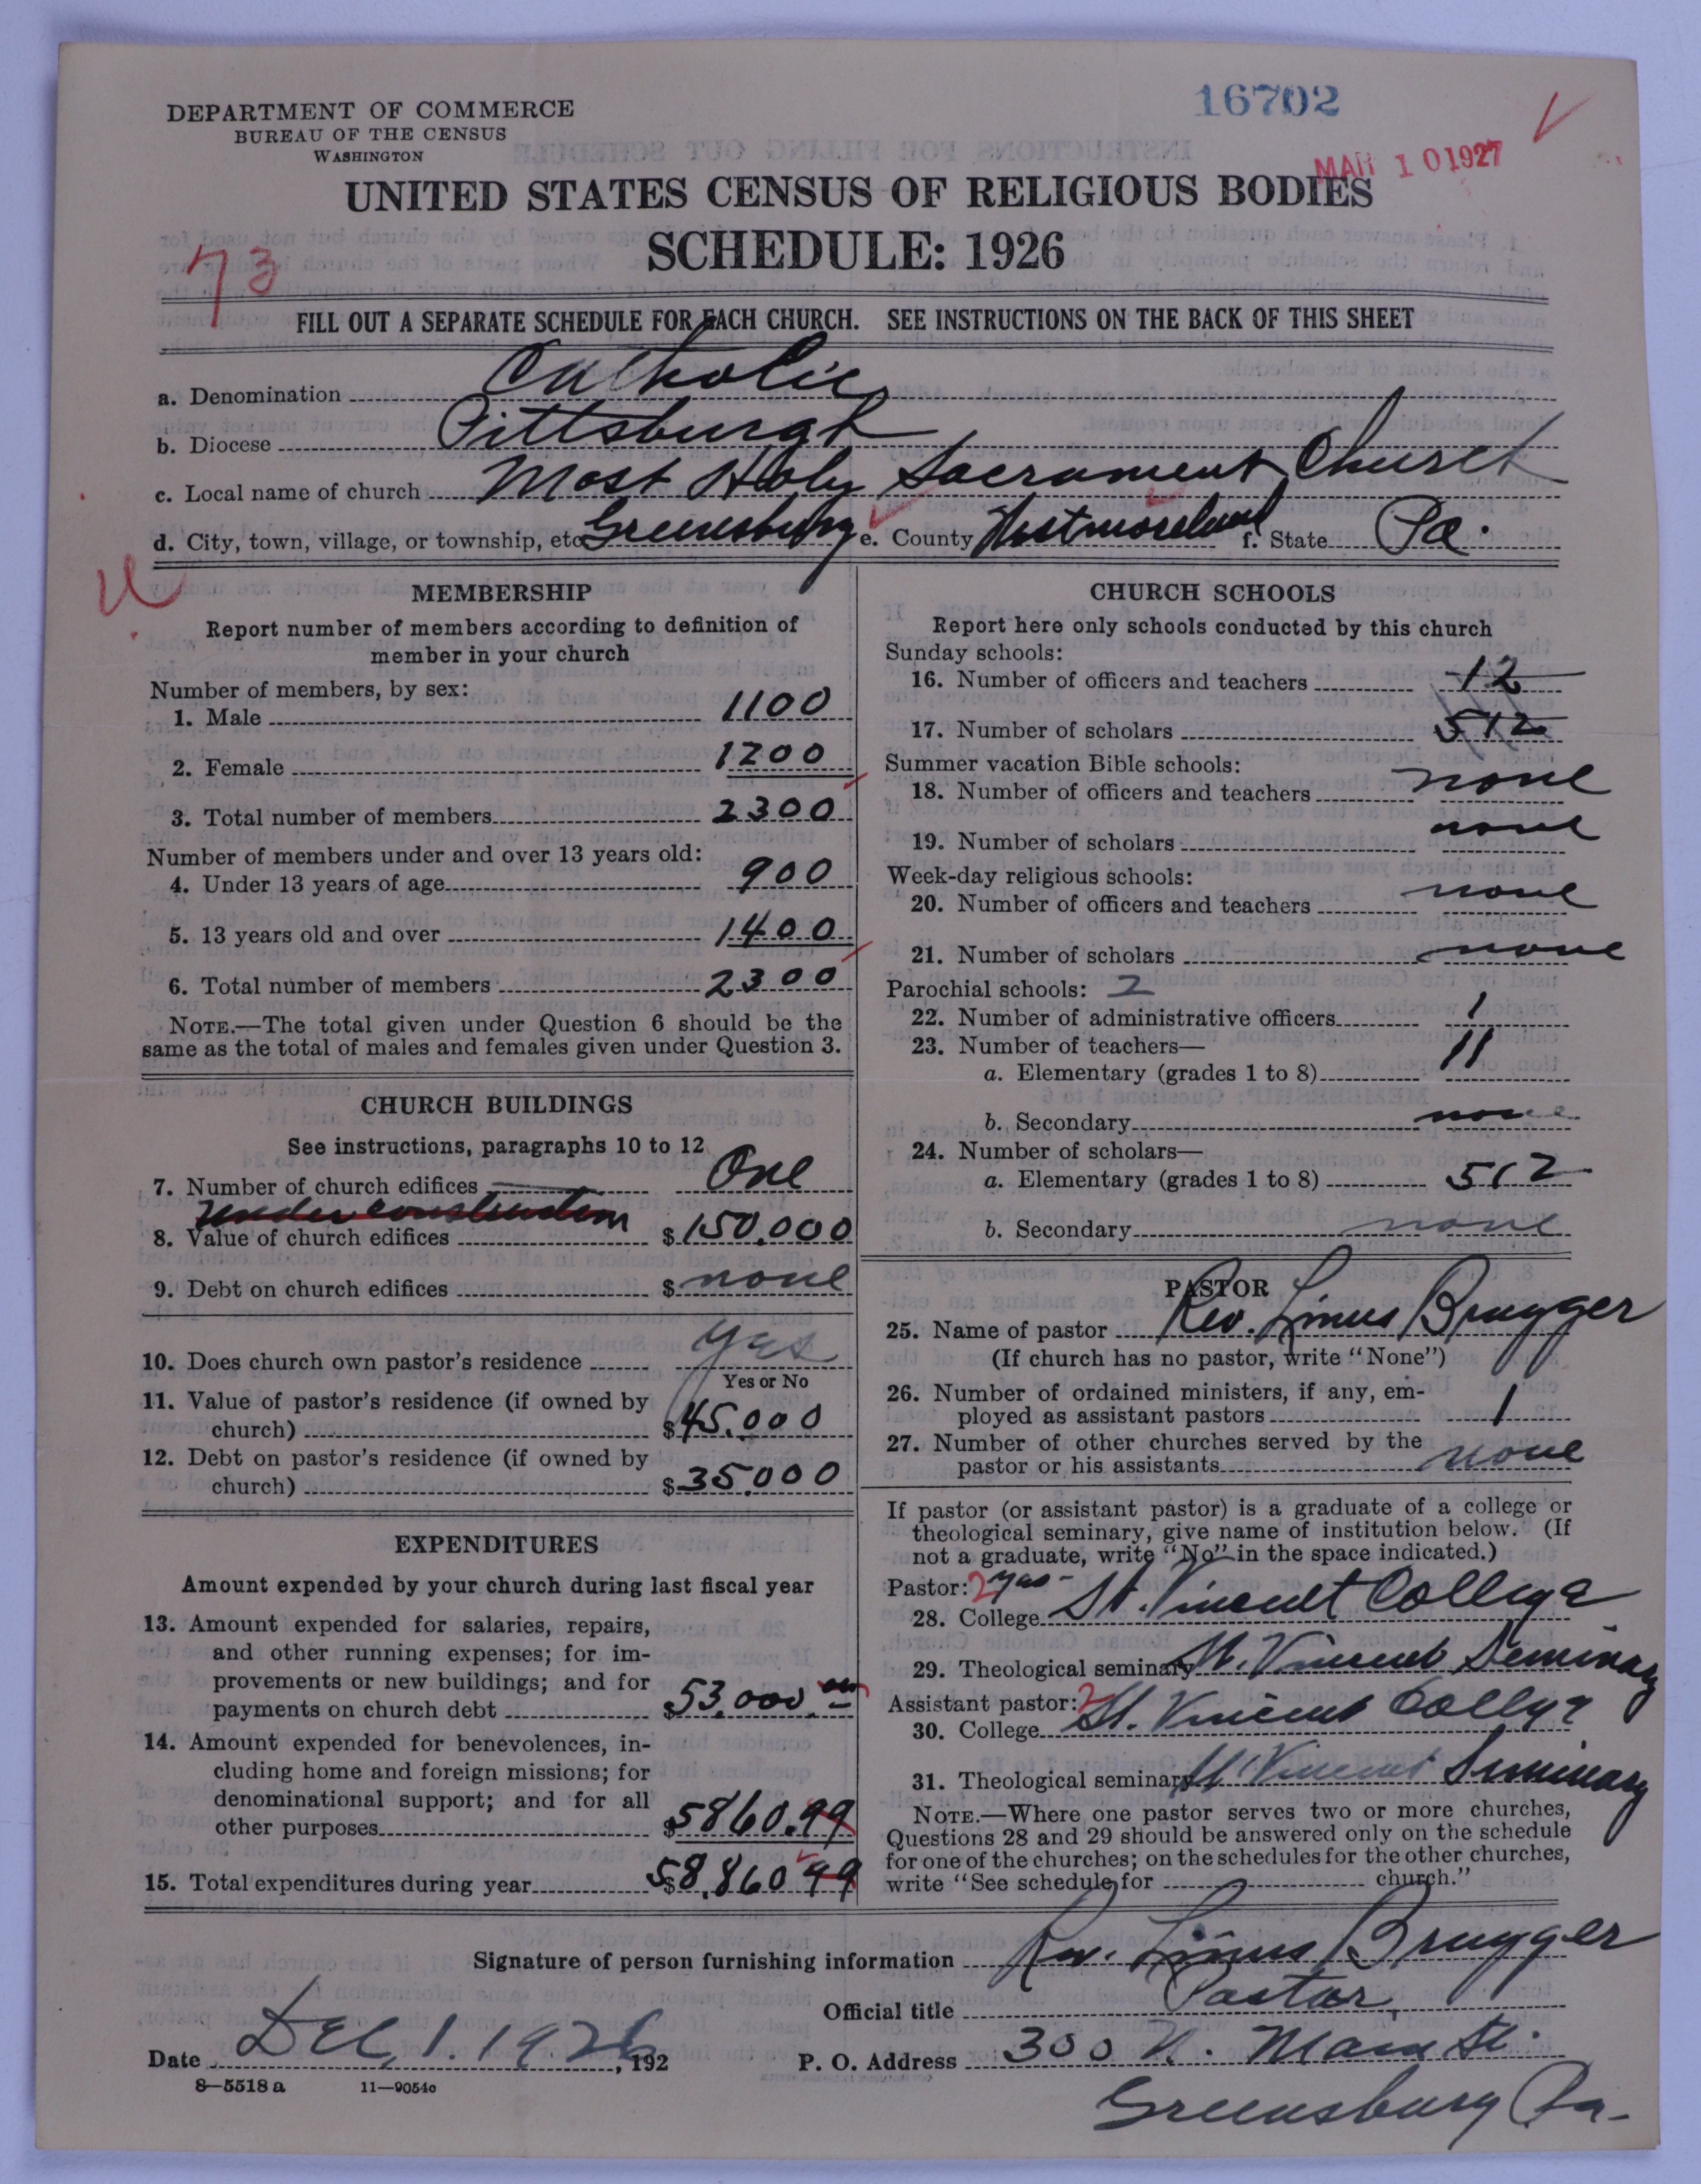 16702
DEPARTMENT OF COMMERCE
BUREAU OF THE CENSUS
WASHINGTON
MAR 10 1927
UNITED STATES CENSUS OF RELIGIOUS BODIES
SCHEDULE: 1926
73
FILL OUT A SEPARATE SCHEDULE FOR EACH CHURCH. SEE INSTRUCTIONS ON THE BACK OF THIS SHEET
a. Denomination Catholic
b. Diocese Pittsburgh
c. Local name of church Most Holy Sacrament Church
d. City, town, village, or township, etc Greensburg e. County Westmoreland f. State Pa.
MEMBERSHIP
Report number of members according to definition of
member in your church
Number of members, by sex:
1. Male 1100
2. Female 1200
3. Total number of members 2300
Number of members under and over 13 years old:
4. Under 13 years of age 900
5. 13 years old and over 1400
6. Total number of members 2300
NOTE.—The total given under Question 6 should be the
same as the total of males and females given under Question 3.
CHURCH BUILDINGS
See instructions, paragraphs 10 to 12
7. Number of church edifices One
under construction
8. Value of church edifices $150,000
9. Debt on church edifices $ none
10. Does church own pastor's residence yes
Yes or No
11. Value of pastor's residence (if owned by
church) $45,000
12. Debt on pastor's residence (if owned by
church) $35,000
EXPENDITURES
Amount expended by your church during last fiscal year
13. Amount expended for salaries, repairs,
and other running expenses; for im-
provements or new buildings; and for
payments on church debt $53,000.00
14. Amount expended for benevolences, in-
cluding home and foreign missions; for
denominational support; and for all
other purposes $5860.99
15. Total expenditures during year $58,860 99
CHURCH SCHOOLS
Report here only schools conducted by this church
Sunday schools:
16. Number of officers and teachers 12
17. Number of scholars 512
Summer vacation Bible schools:
18. Number of officers and teachers none
19. Number of scholars none
Week-day religious schools:
20. Number of officers and teachers none
21. Number of scholars none
Parochial schools: 2
22. Number of administrative officers 1
23. Number of teachers—
a. Elementary (grades 1 to 8) 11
b. Secondary none
24. Number of scholars—
a. Elementary (grades 1 to 8) 512
b. Secondary none
PASTOR
25. Name of pastor Rev. Linus Brugger
(If church has no pastor, write "None")
26. Number of ordained ministers, if any, em-
ployed as assistant pastors 1
27. Number of other churches served by the
pastor or his assistants none
If pastor (or assistant pastor) is a graduate of a college or
theological seminary, give name of institution below. (If
not a graduate, write "No" in the space indicated.)
Pastor: 2 yes -
28. College St. Vincent College
29. Theological seminary St. Vincent Seminary
Assistant pastor: 2
30. College St. Vincent College
31. Theological seminary St Vincent Seminary
NOTE.—Where one pastor serves two or more churches,
Questions 28 and 29 should be answered only on the schedule
for one of the churches; on the schedules for the other churches,
write "See schedule for church."
Signature of person furnishing information Rev. Linus Brugger
Official title Pastor
Date Dec. 1. 1926, 192
P. O. Address 300 N. Main St.
Greensburg Pa.
8—5518 a 11—9054c